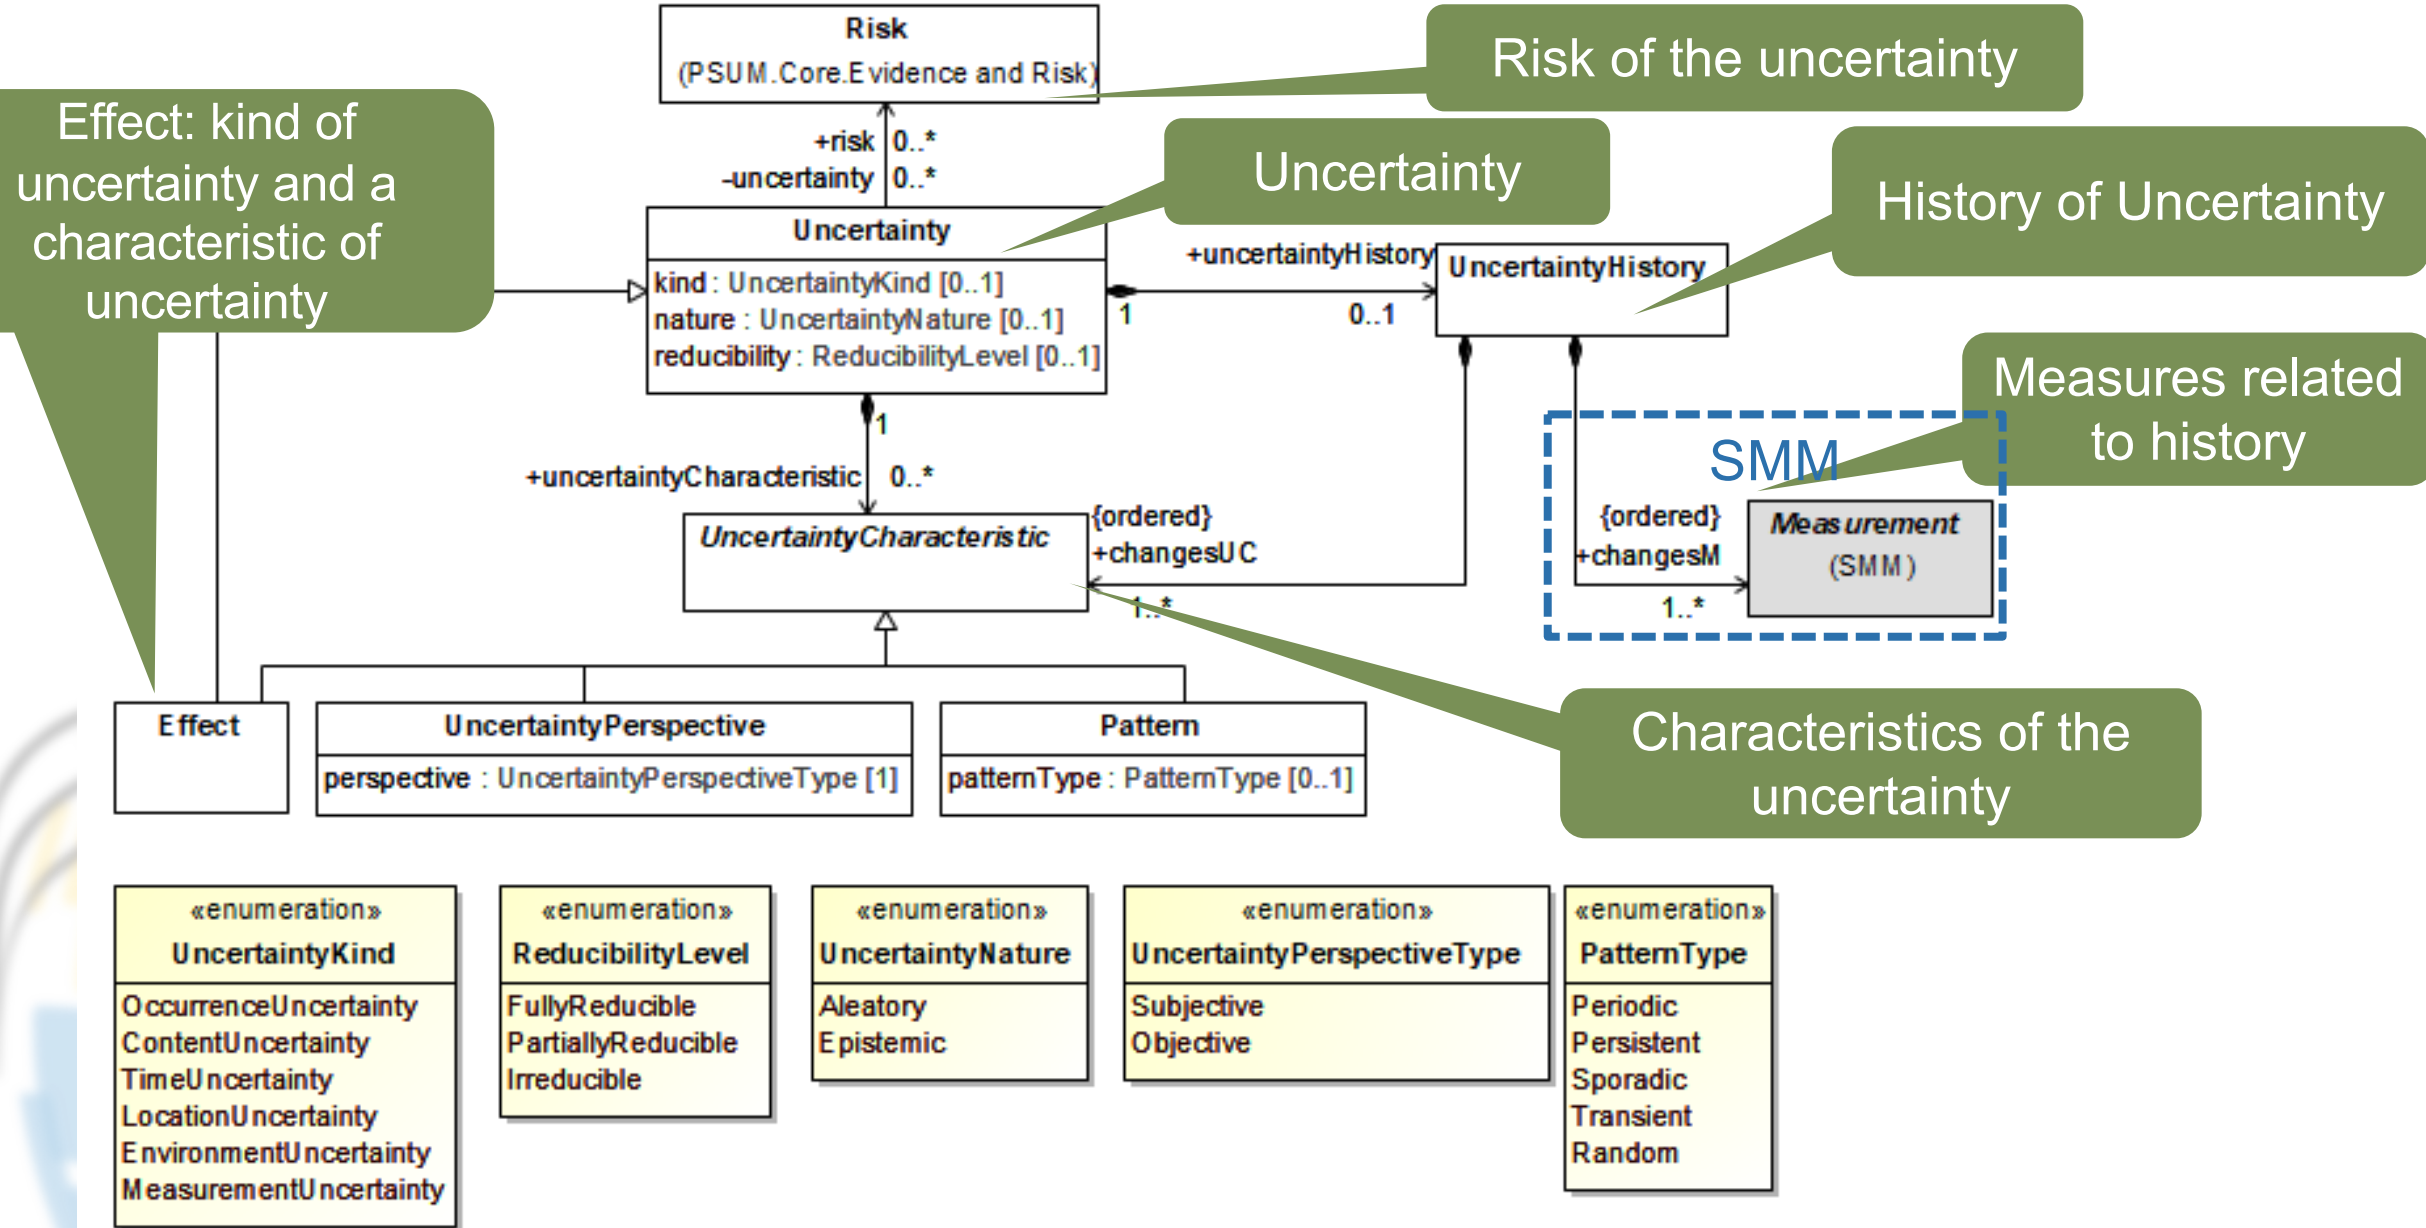 Risk
(PSUM.Core.Evidence and Risk)
Risk of the uncertainty
Effect: kind of
uncertainty and a
characteristic of
uncertainty
+risk 0..*
-uncertainty 0..*
Uncertainty
History of Uncertainty
Uncertainty
kind : UncertaintyKind [0..1]
nature : UncertaintyNature [0..1]
reducibility : ReducibilityLevel [0..1]
+uncertaintyHistory
1
0..1
UncertaintyHistory
Measures related
to history
1
+uncertaintyCharacteristic 0..*
SMM
UncertaintyCharacteristic
{ordered}
+changesUC
1..*
{ordered}
+changesM
1..*
Measurement
(SMM)
Characteristics of the
uncertainty
Effect
UncertaintyPerspective
perspective : UncertaintyPerspectiveType [1]
Pattern
patternType : PatternType [0..1]
«enumeration»
UncertaintyKind
OccurrenceUncertainty
ContentUncertainty
TimeUncertainty
LocationUncertainty
EnvironmentUncertainty
MeasurementUncertainty
«enumeration»
ReducibilityLevel
FullyReducible
PartiallyReducible
Irreducible
«enumeration»
UncertaintyNature
Aleatory
Epistemic
«enumeration»
UncertaintyPerspectiveType
Subjective
Objective
«enumeration»
PatternType
Periodic
Persistent
Sporadic
Transient
Random